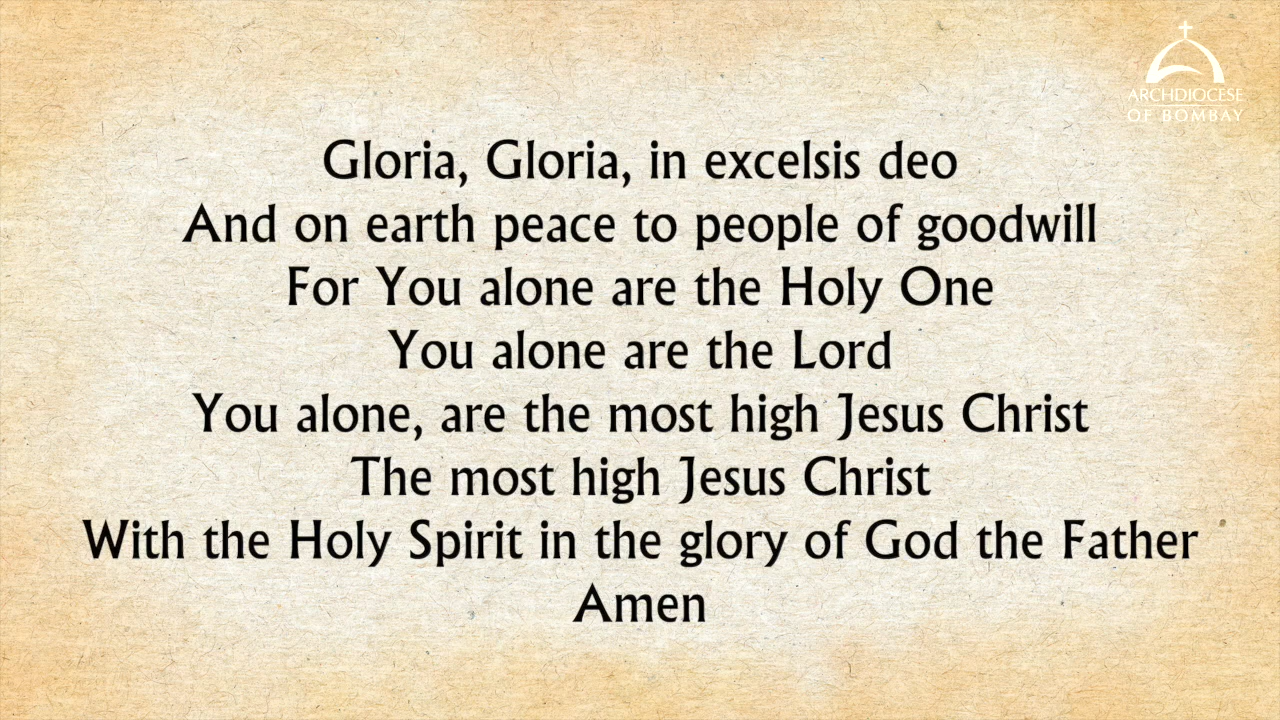 ARCHDIOCESE
OF BOMBAY
Gloria, Gloria, in excelsis deo
And on earth peace to people of goodwill
For You alone are the Holy One
You alone are the Lord
You alone, are the most high Jesus Christ
The most high Jesus Christ
With the Holy Spirit in the glory of God the Father
Amen